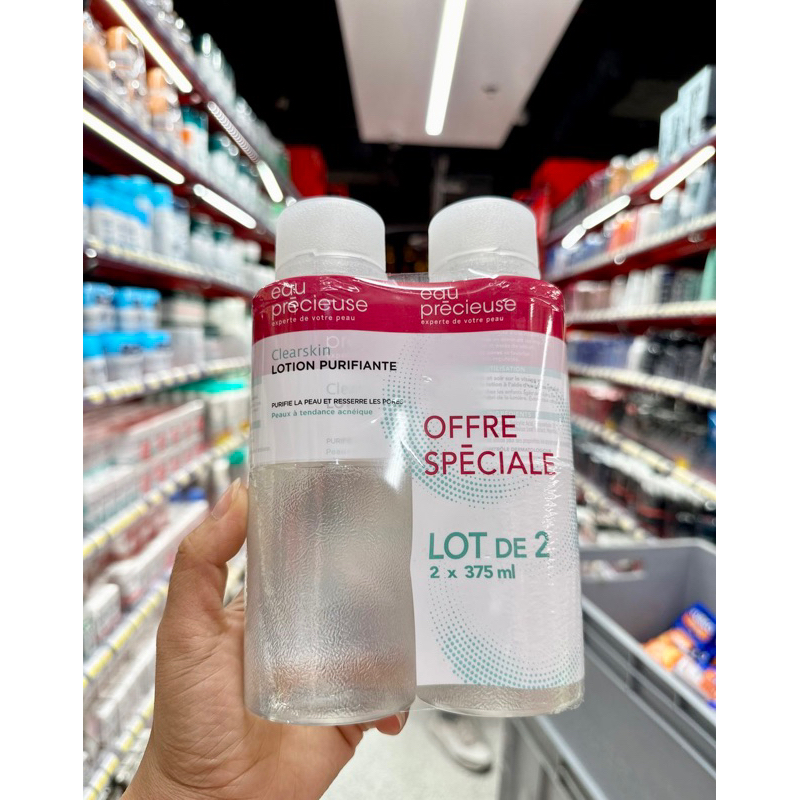 eau
précieuse
experte de votre peau
Clearskin
LOTION PURIFIANTE
PURIFIE LA PEAU ET RESSERRE LES PORES
Peaux à tendance acnéique
eau
précieuse
experte de votre peau
OFFRE
SPĒCIALE
LOT DE 2
2 x 375 ml